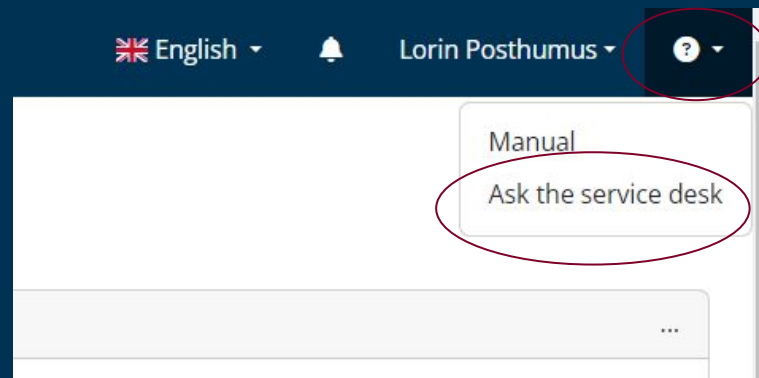 English
Lorin Posthumus
?
Manual
Ask the service desk
...